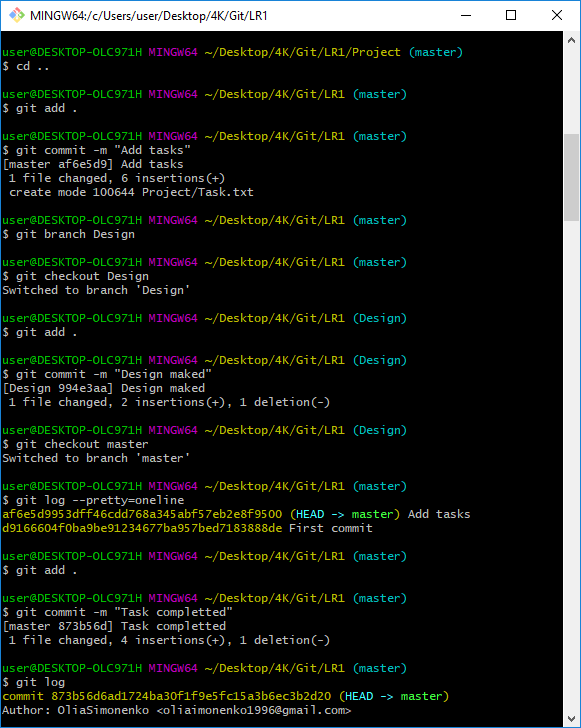 MINGW64:/c/Users/user/Desktop/4K/Git/LR1
user@DESKTOP-OLC971H MINGW64 ~/Desktop/4K/Git/LR1/Project (master)
$ cd ..
user@DESKTOP-OLC971H MINGW64 ~/Desktop/4K/Git/LR1 (master)
$ git add .
user@DESKTOP-OLC971H MINGW64 ~/Desktop/4K/Git/LR1 (master)
$ git commit -m "Add tasks"
[master af6e5d9] Add tasks
1 file changed, 6 insertions(+)
create mode 100644 Project/Task.txt
user@DESKTOP-OLC971H MINGW64 ~/Desktop/4K/Git/LR1 (master)
$ git branch Design
user@DESKTOP-OLC971H MINGW64 ~/Desktop/4K/Git/LR1 (master)
$ git checkout Design
Switched to branch 'Design'
user@DESKTOP-OLC971H MINGW64 ~/Desktop/4K/Git/LR1 (Design)
$ git add .
user@DESKTOP-OLC971H MINGW64 ~/Desktop/4K/Git/LR1 (Design)
$ git commit -m "Design maked"
[Design 994e3aa] Design maked
1 file changed, 2 insertions(+), 1 deletion(-)
user@DESKTOP-OLC971H MINGW64 ~/Desktop/4K/Git/LR1 (Design)
$ git checkout master
Switched to branch 'master'
user@DESKTOP-OLC971H MINGW64 ~/Desktop/4K/Git/LR1 (master)
$ git log --pretty=oneline
af6e5d9953dff46cdd768a345abf57eb2e8f9500 (HEAD -> master) Add tasks
d9166604f0ba9be91234677ba957bed7183888de First commit
user@DESKTOP-OLC971H MINGW64 ~/Desktop/4K/Git/LR1 (master)
$ git add .
user@DESKTOP-OLC971H MINGW64 ~/Desktop/4K/Git/LR1 (master)
$ git commit -m "Task completted"
[master 873b56d] Task completted
1 file changed, 4 insertions(+), 1 deletion(-)
user@DESKTOP-OLC971H MINGW64 ~/Desktop/4K/Git/LR1 (master)
$ git log
commit 873b56d6ad1724ba30f1f9e5fc15a3b6ec3b2d20 (HEAD -> master)
Author: OliaSimonenko <oliaimonenko1996@gmail.com>